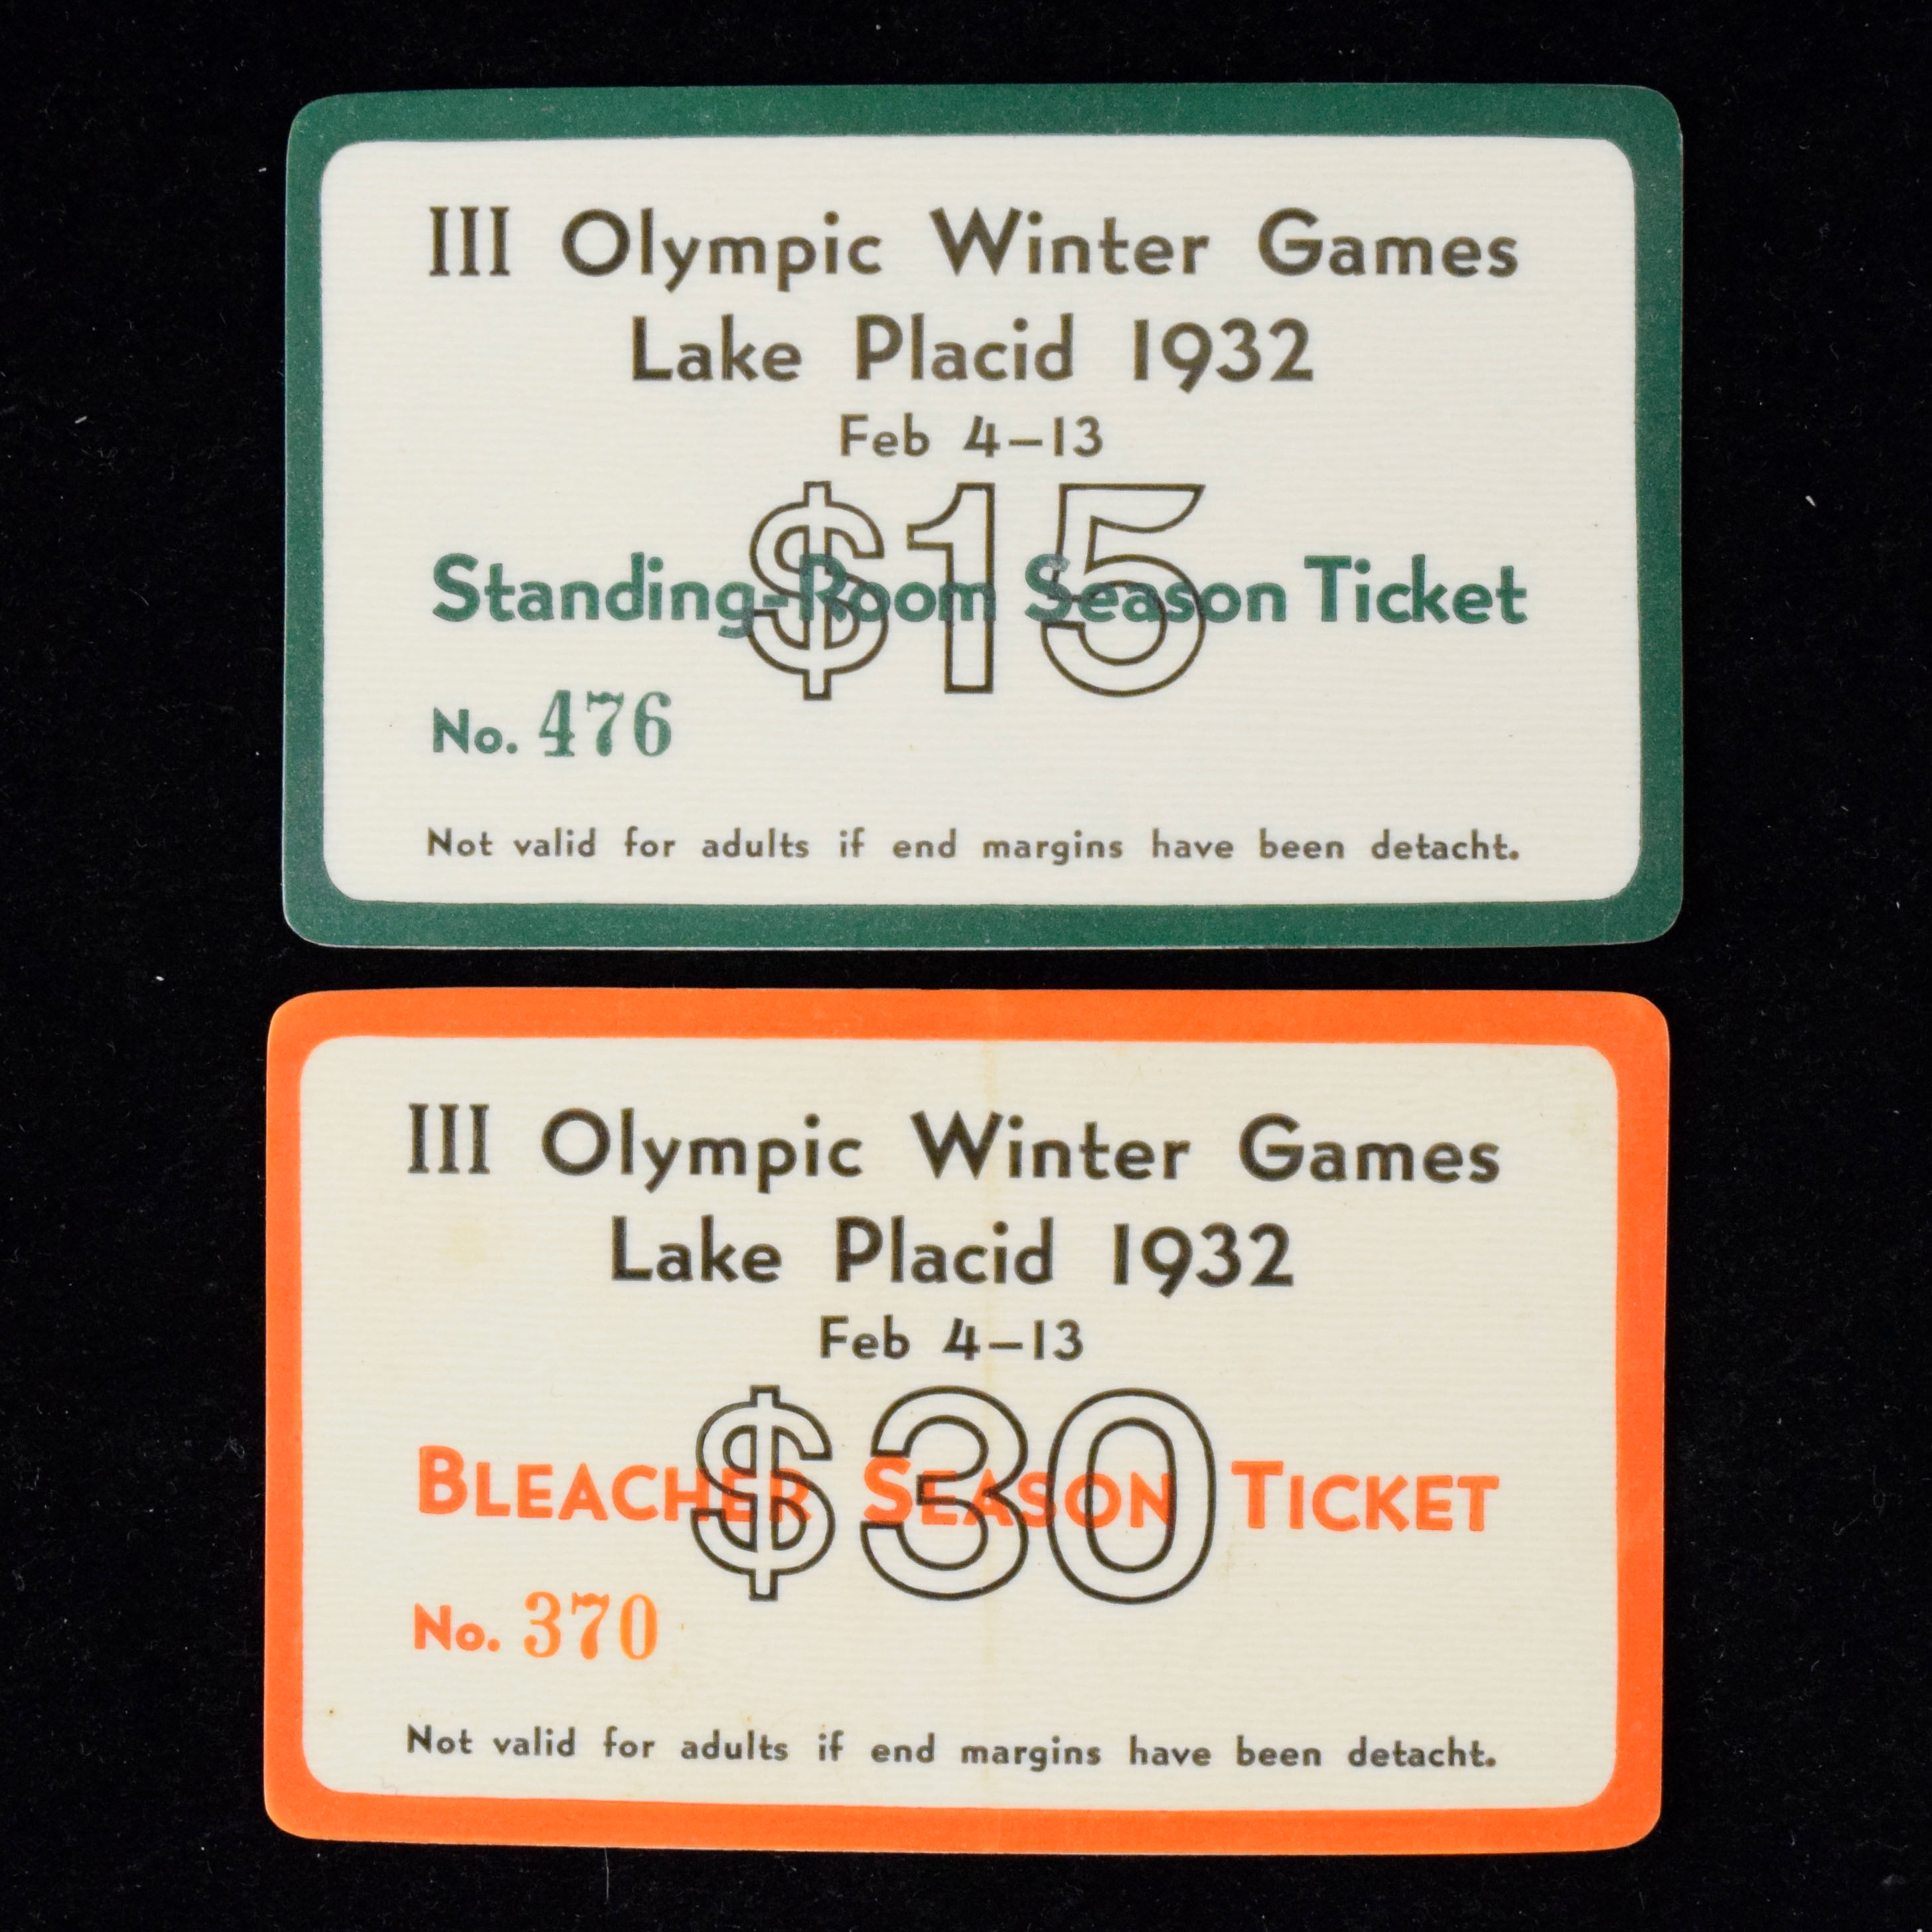 III Olympic Winter Games
Lake Placid 1932
Feb 4–13
$15
Standing-Room Season Ticket
No. 476
Not valid for adults if end margins have been detacht.
III Olympic Winter Games
Lake Placid 1932
Feb 4–13
$30
BLEACHER SEASON TICKET
No. 370
Not valid for adults if end margins have been detacht.